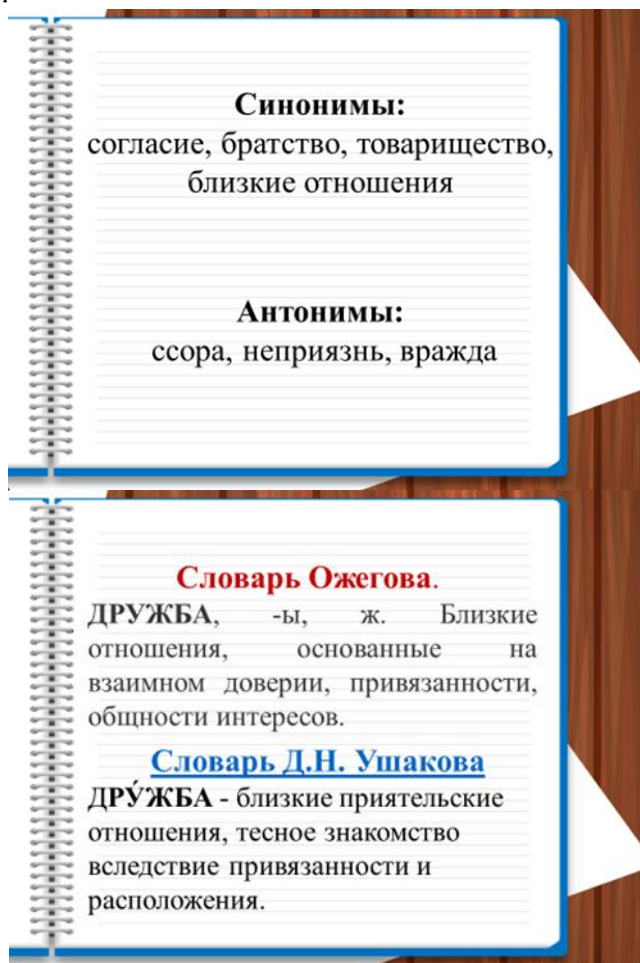 Синонимы:
согласие, братство, товарищество,
близкие отношения
Антонимы:
ссора, неприязнь, вражда
Словарь Ожегова.
ДРУЖБА, -ы, ж. Близкие
отношения, основанные на
взаимном доверии, привязанности,
общности интересов.
Словарь Д.Н. Ушакова
ДРУ́ЖБА - близкие приятельские
отношения, тесное знакомство
вследствие привязанности и
расположения.